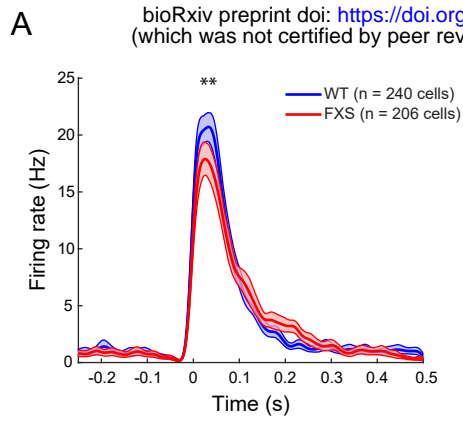 A
bioRxiv preprint doi: https://doi.org
(which was not certified by peer rev
**
WT (n = 240 cells)
FXS (n = 206 cells)
Firing rate (Hz)
25
20
15
10
5
0
-0.2 -0.1 0 0.1 0.2 0.3 0.4 0.5
Time (s)